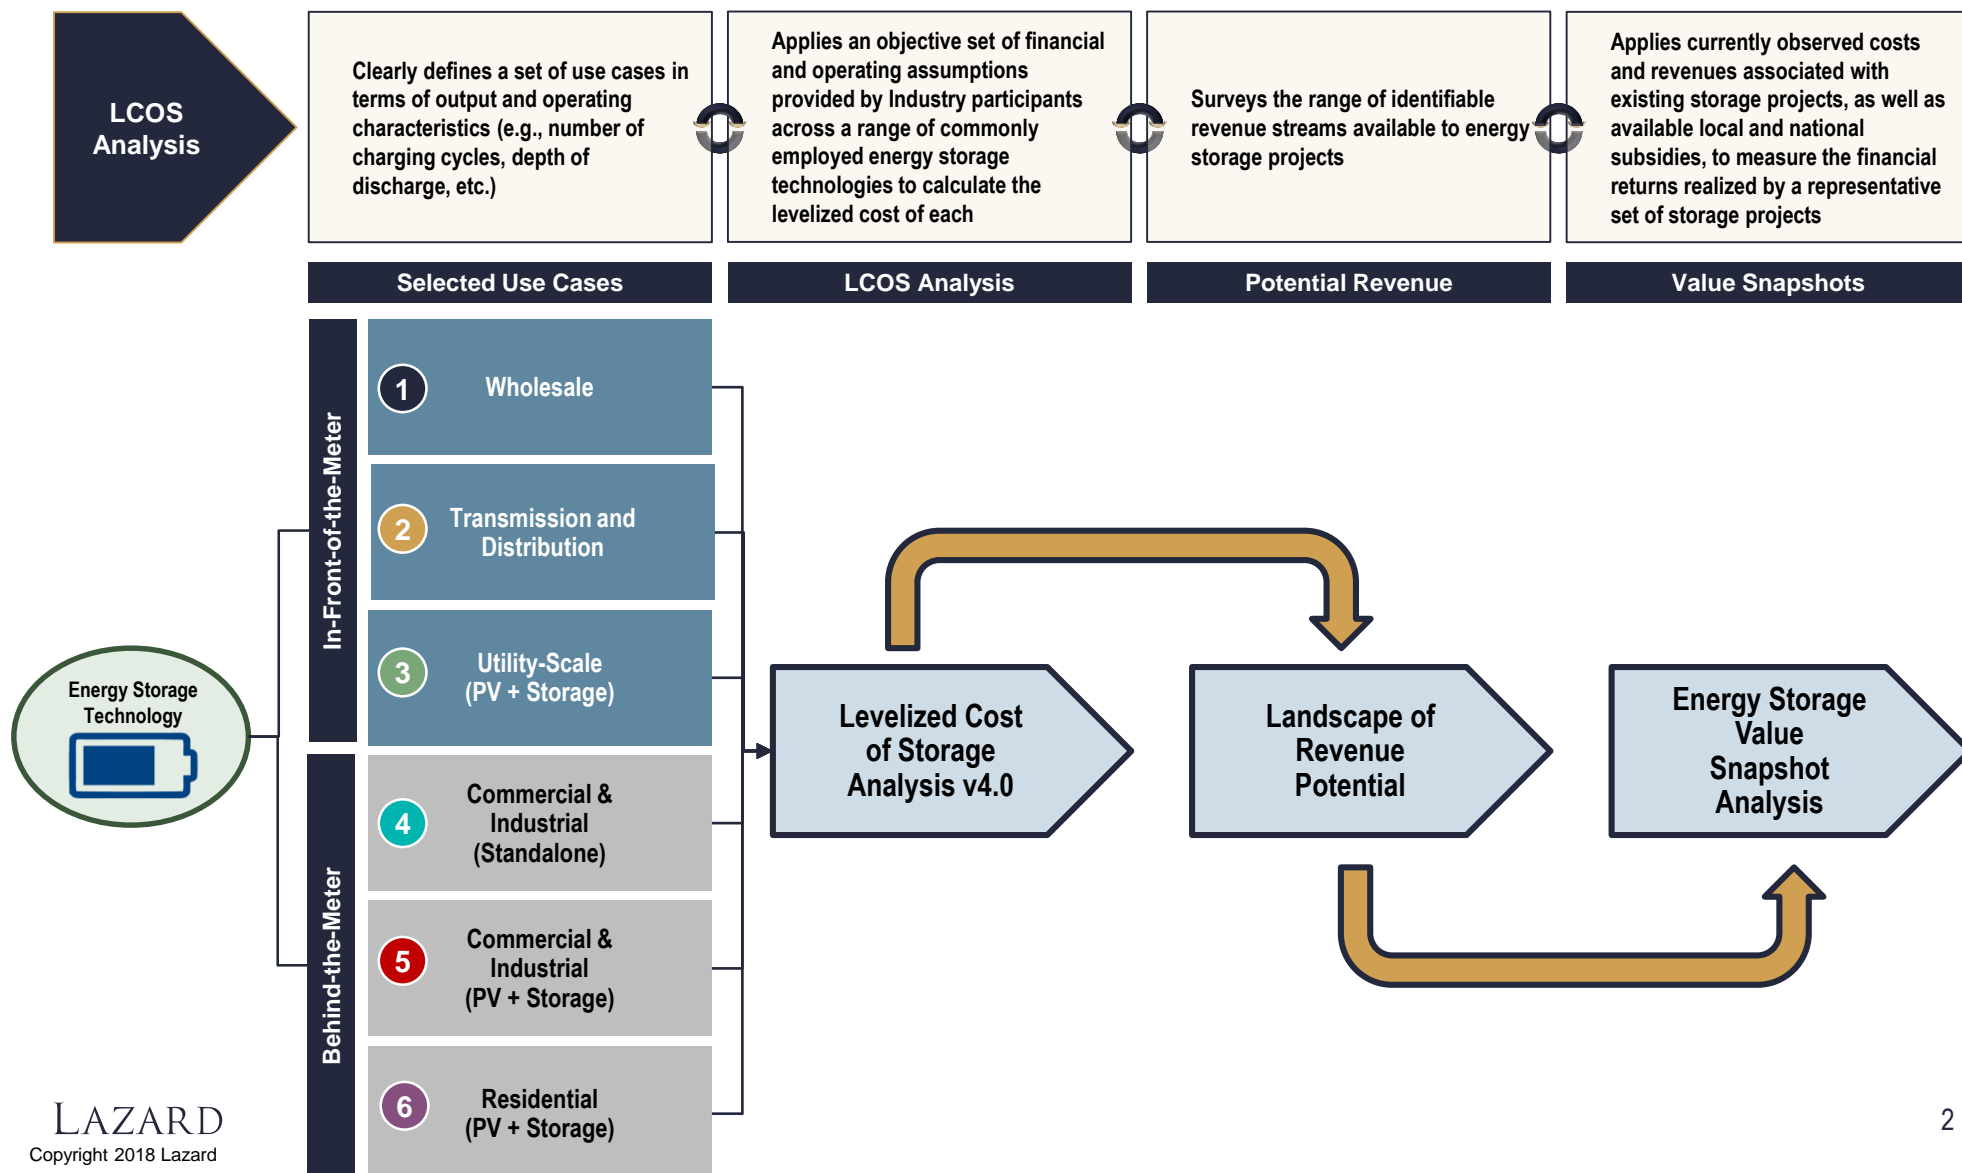 LCOS
Analysis
Clearly defines a set of use cases in
terms of output and operating
characteristics (e.g., number of
charging cycles, depth of
discharge, etc.)
Applies an objective set of financial
and operating assumptions
provided by Industry participants
across a range of commonly
employed energy storage
technologies to calculate the
levelized cost of each
Surveys the range of identifiable
revenue streams available to energy
storage projects
Applies currently observed costs
and revenues associated with
existing storage projects, as well as
available local and national
subsidies, to measure the financial
returns realized by a representative
set of storage projects
Selected Use Cases
LCOS Analysis
Potential Revenue
Value Snapshots
Energy Storage
Technology
In-Front-of-the-Meter
1
Wholesale
2
Transmission and
Distribution
3
Utility-Scale
(PV + Storage)
Behind-the-Meter
4
Commercial &
Industrial
(Standalone)
5
Commercial &
Industrial
(PV + Storage)
6
Residential
(PV + Storage)
Levelized Cost
of Storage
Analysis v4.0
Landscape of
Revenue
Potential
Energy Storage
Value
Snapshot
Analysis
LAZARD
Copyright 2018 Lazard
2